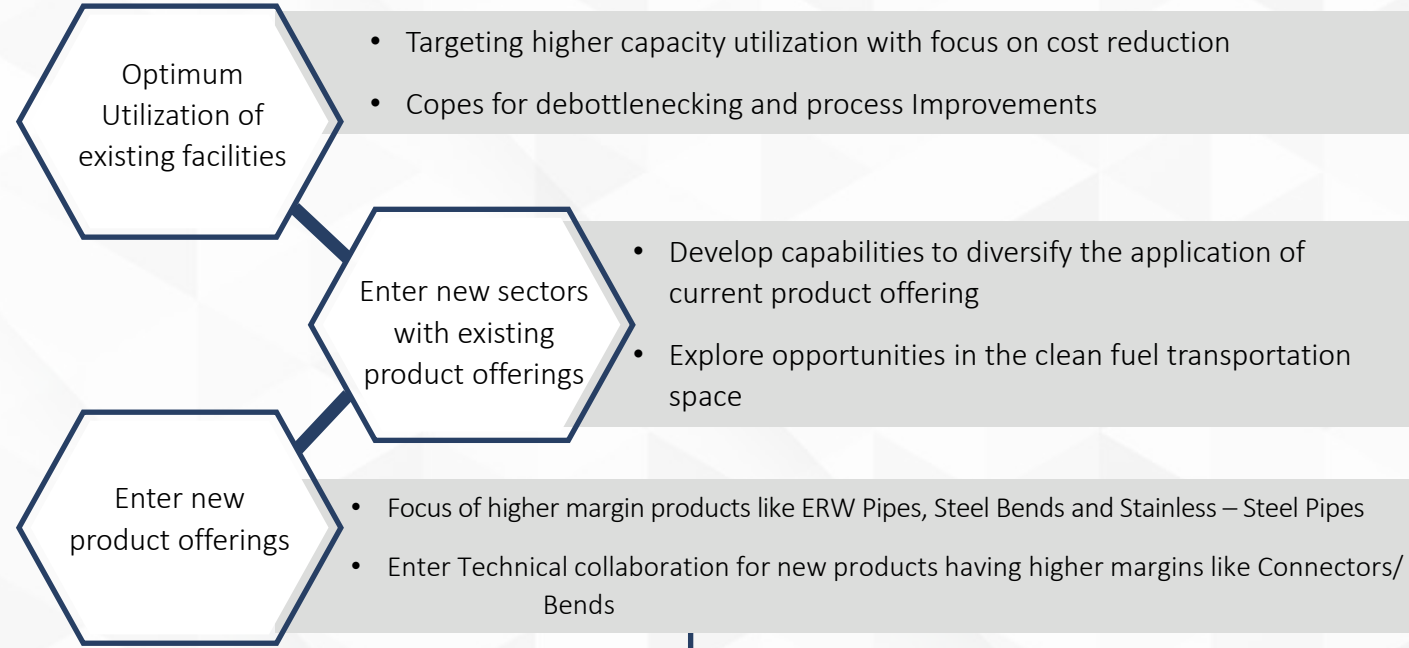 Optimum
Utilization of
existing facilities
• Targeting higher capacity utilization with focus on cost reduction
• Copes for debottlenecking and process Improvements
Enter new sectors
with existing
product offerings
• Develop capabilities to diversify the application of
current product offering
• Explore opportunities in the clean fuel transportation
space
Enter new
product offerings
• Focus of higher margin products like ERW Pipes, Steel Bends and Stainless – Steel Pipes
• Enter Technical collaboration for new products having higher margins like Connectors/
Bends